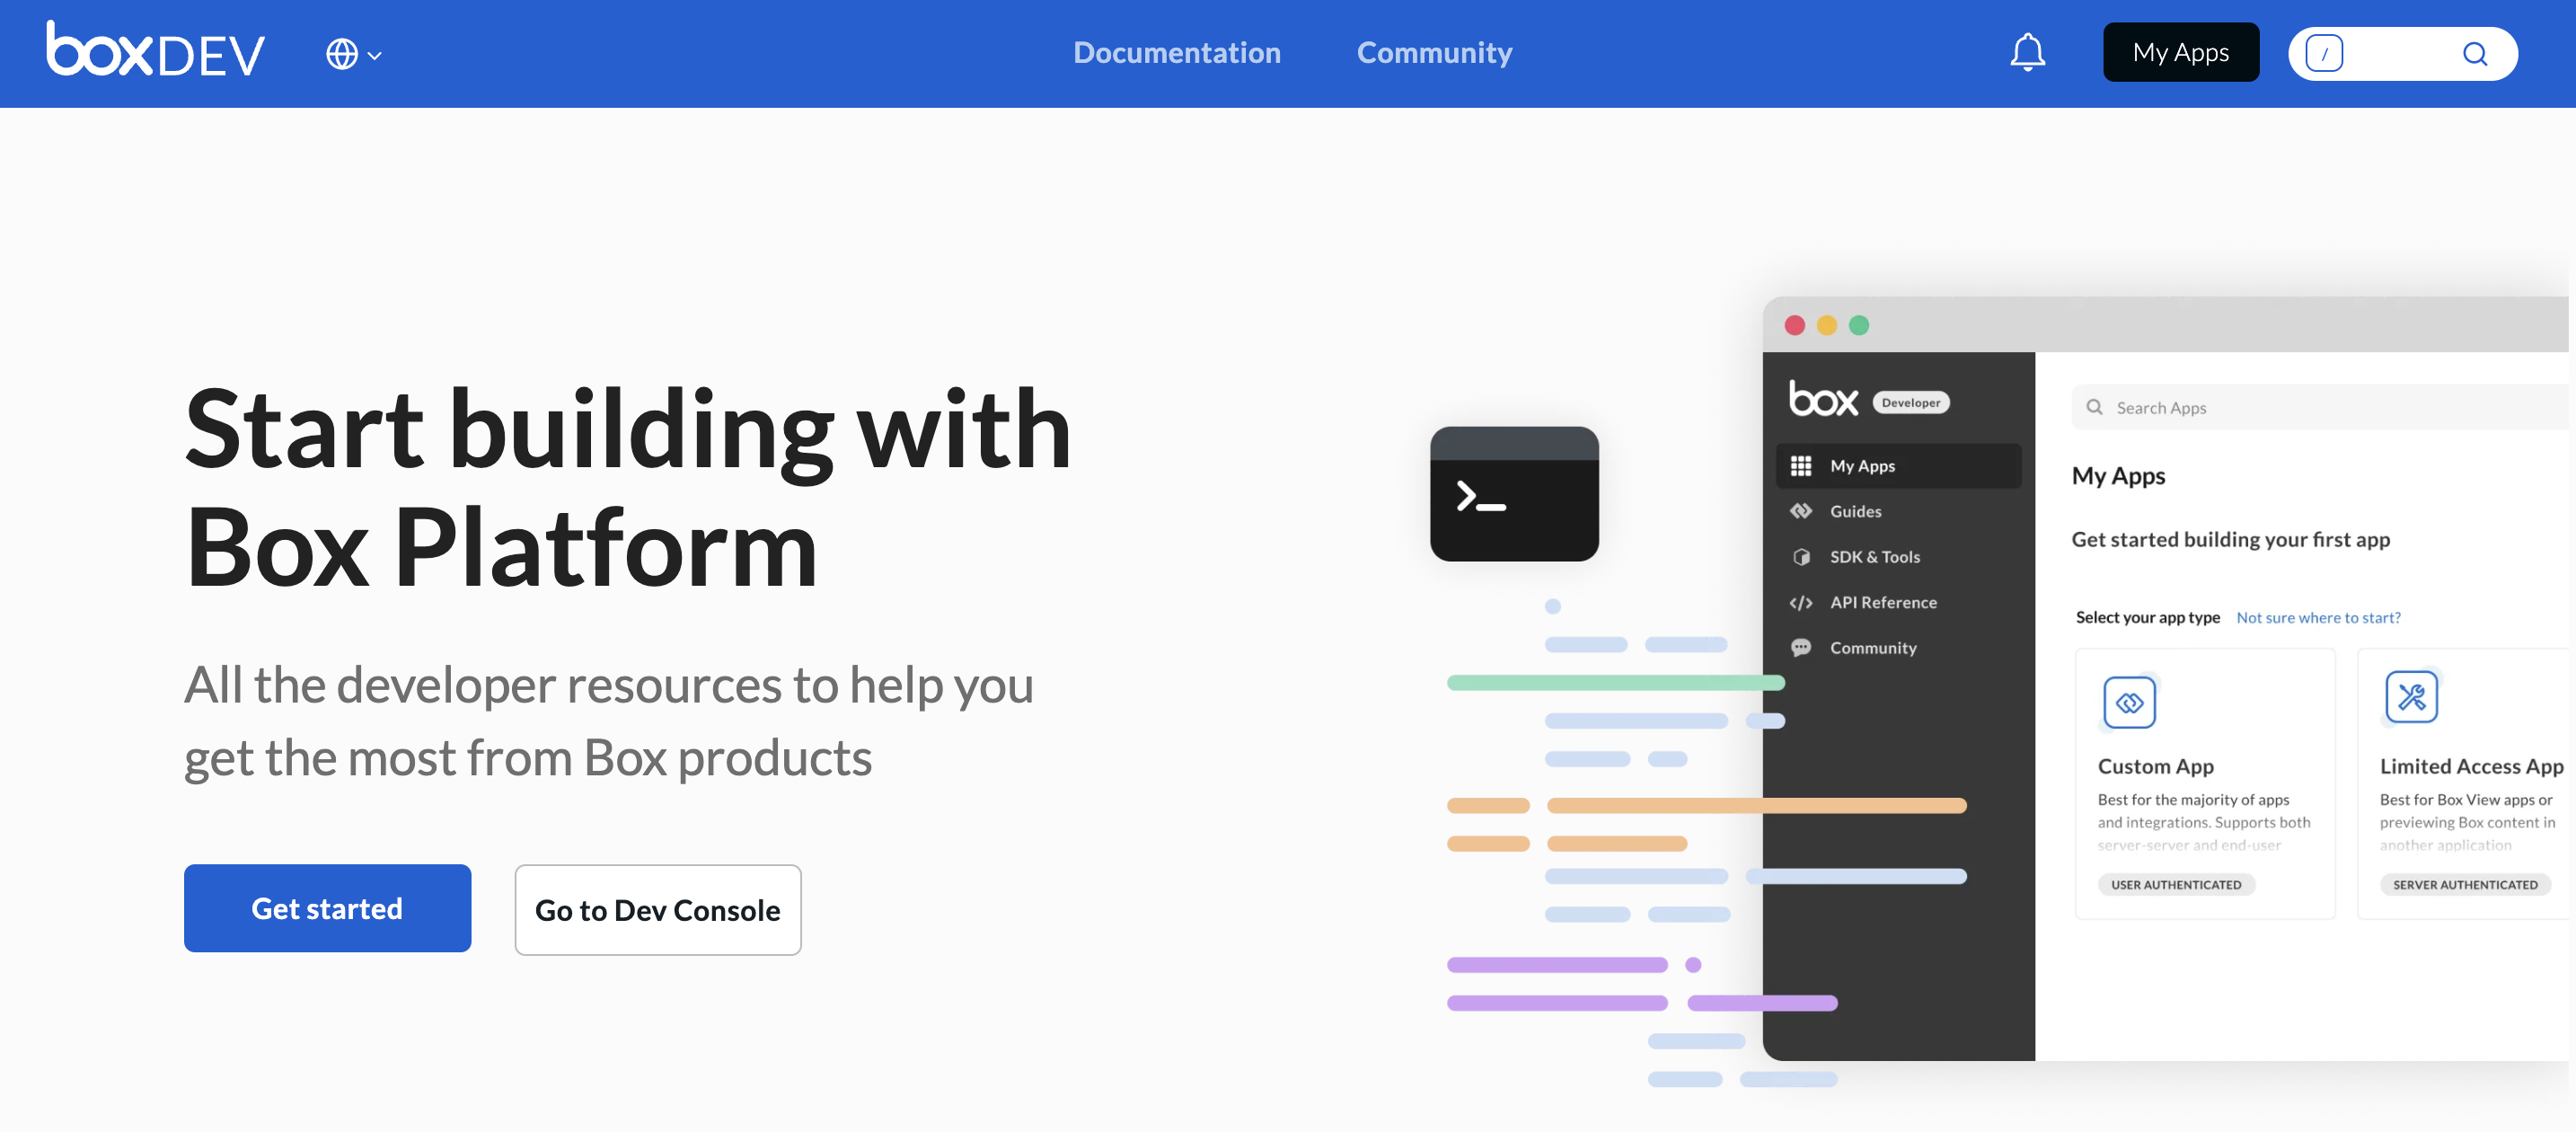 boxDEV
Documentation
Community
My Apps
/
Start building with
Box Platform
All the developer resources to help you
get the most from Box products
Get started
Go to Dev Console
>_
box Developer
My Apps
Guides
SDK & Tools
</> API Reference
Community
Search Apps
My Apps
Get started building your first app
Select your app type Not sure where to start?
Custom App
Best for the majority of apps
and integrations. Supports both
server-server and end-user
USER AUTHENTICATED
Limited Access App
Best for Box View apps or
previewing Box content in
another application
SERVER AUTHENTICATED